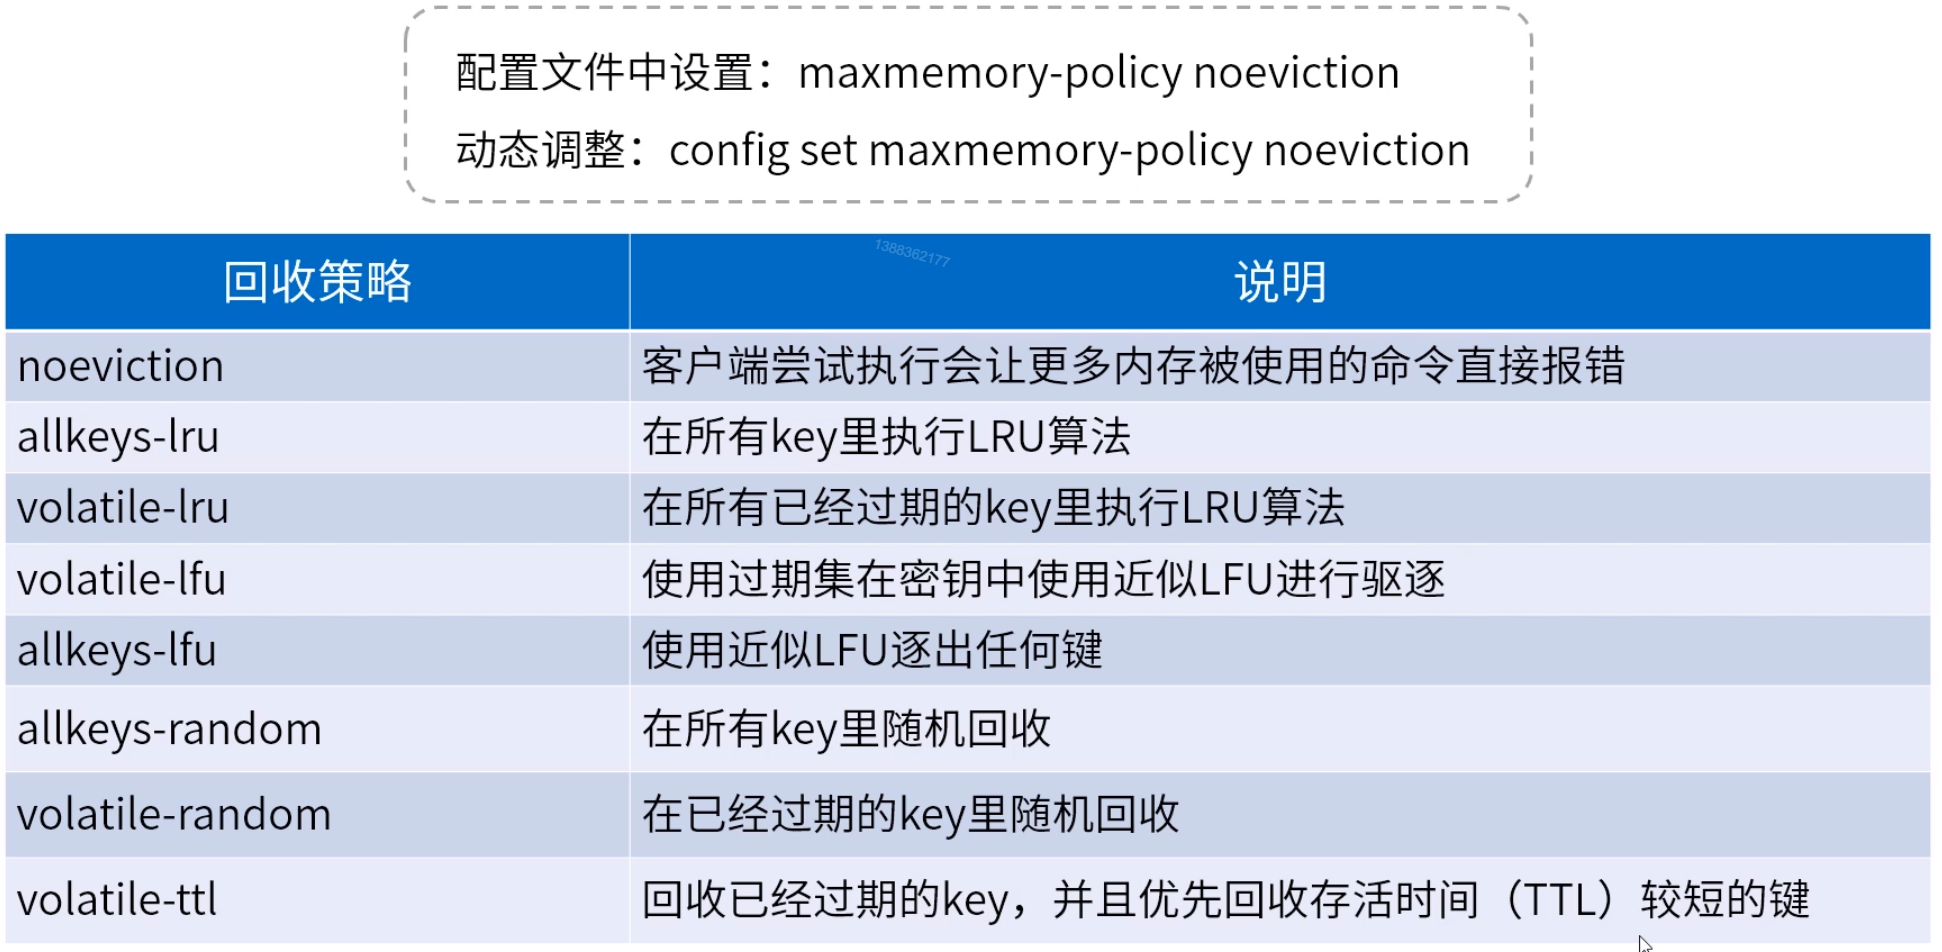 配置文件中设置：maxmemory-policy noeviction
动态调整：config set maxmemory-policy noeviction
1388362177
回收策略 说明
noeviction 客户端尝试执行会让更多内存被使用的命令直接报错
allkeys-lru 在所有key里执行LRU算法
volatile-lru 在所有已经过期的key里执行LRU算法
volatile-lfu 使用过期集在密钥中使用近似LFU进行驱逐
allkeys-lfu 使用近似LFU逐出任何键
allkeys-random 在所有key里随机回收
volatile-random 在已经过期的key里随机回收
volatile-ttl 回收已经过期的key，并且优先回收存活时间（TTL）较短的键